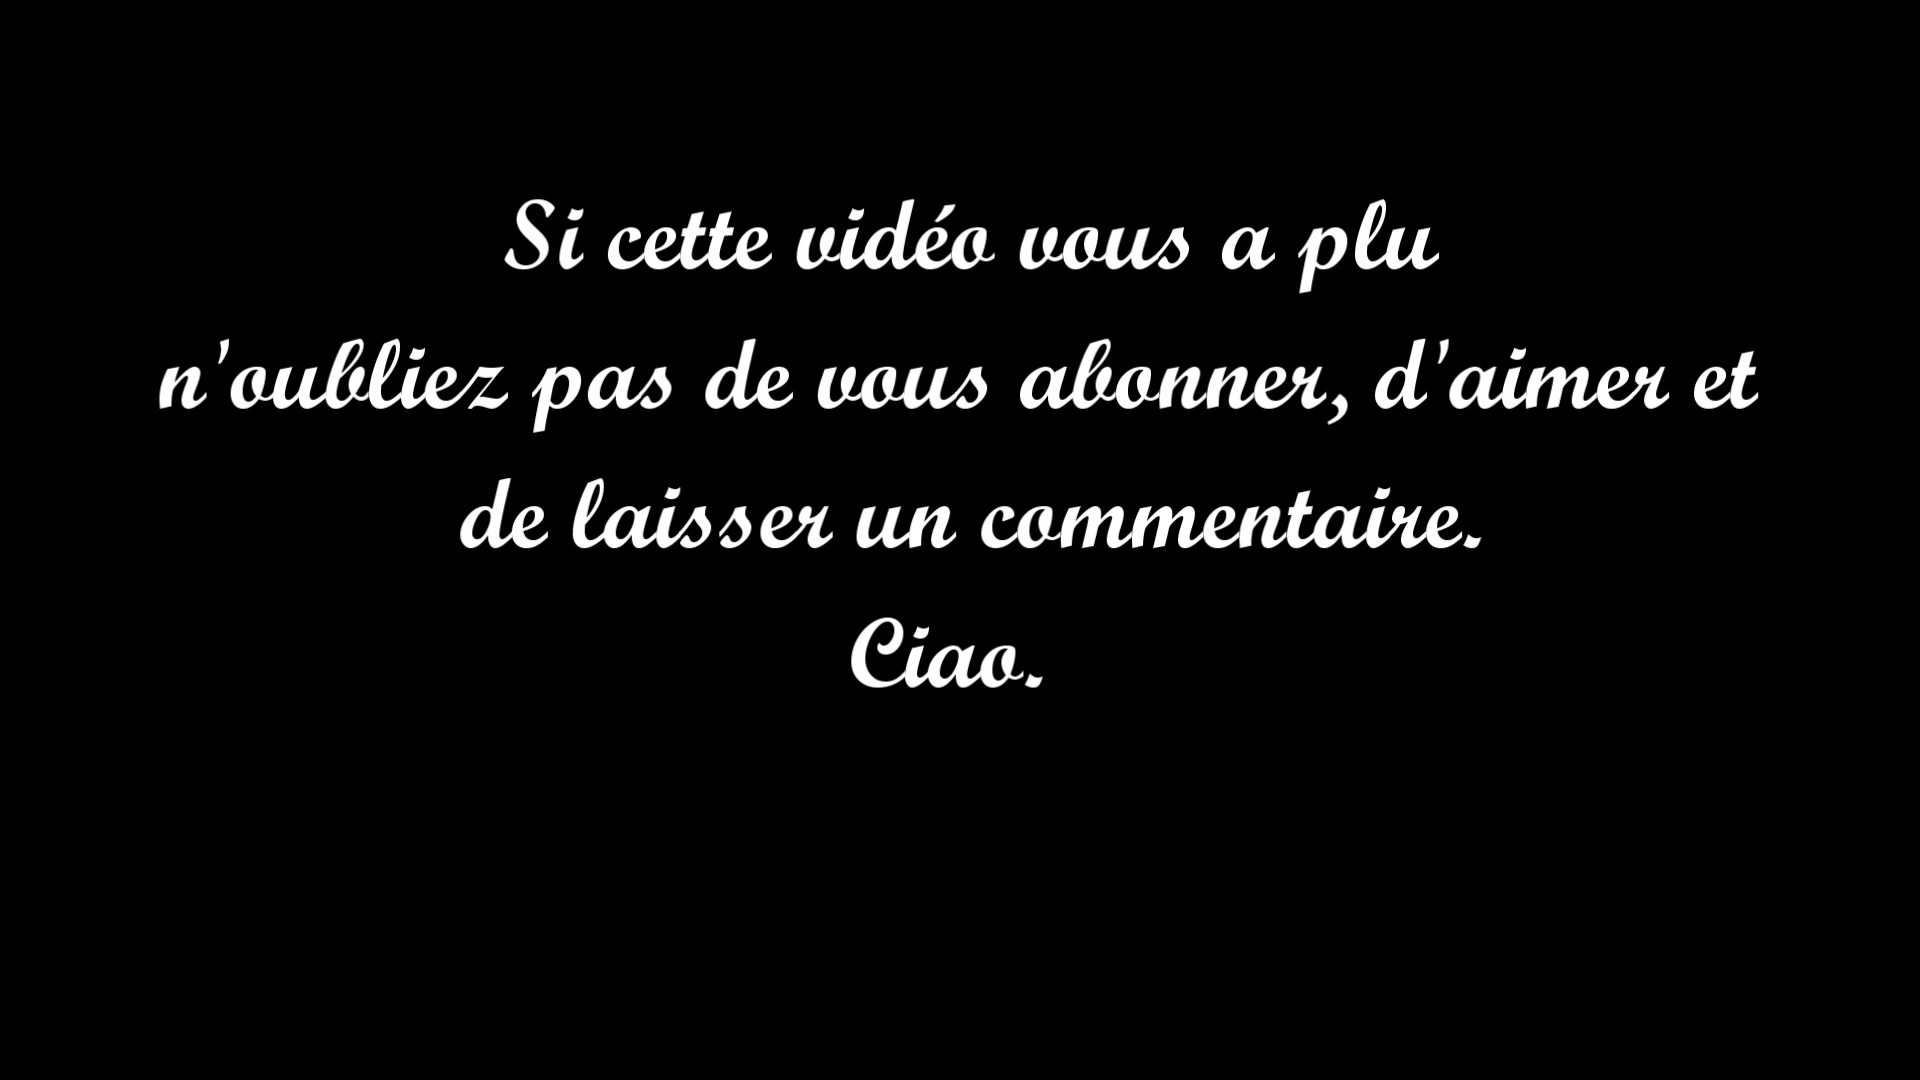 Si cette vidéo vous a plu
n'oubliez pas de vous abonner, d'aimer et
de laisser un commentaire.
Ciao.